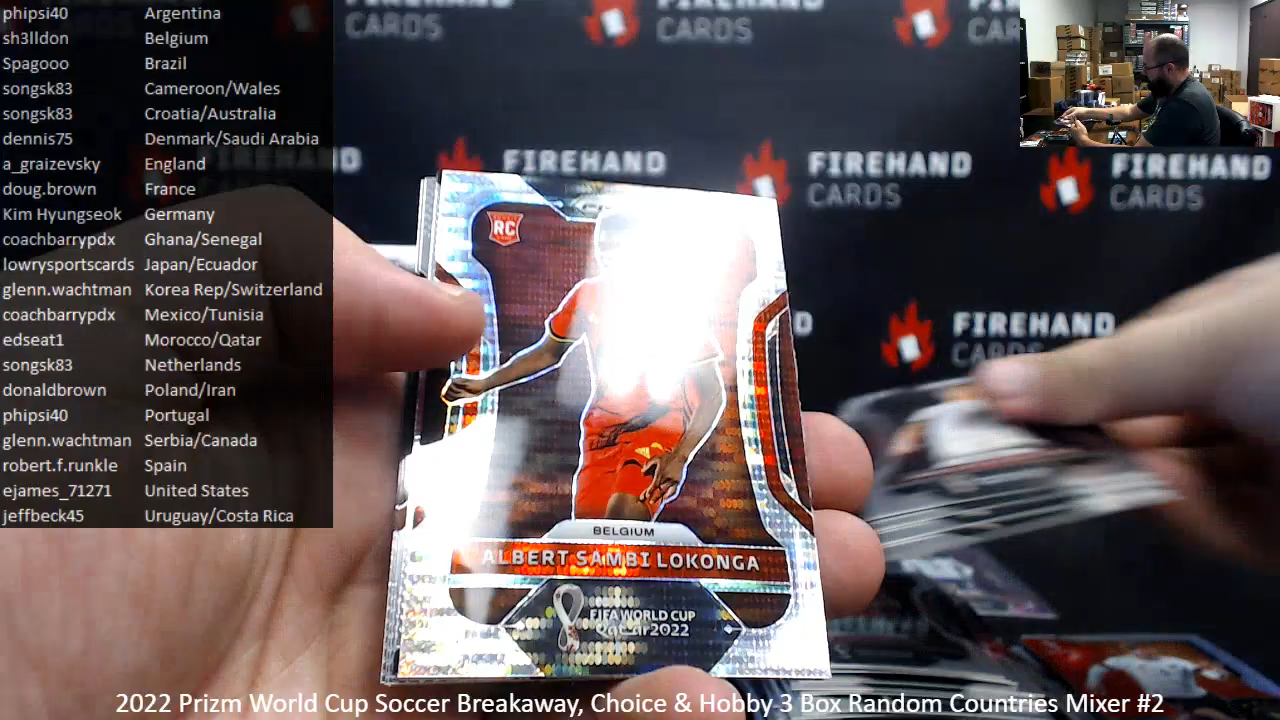 phipsi40 Argentina
sh3lldon Belgium
Spagooo Brazil
songsk83 Cameroon/Wales
songsk83 Croatia/Australia
dennis75 Denmark/Saudi Arabia
a_graizevsky England
doug.brown France
Kim Hyungseok Germany
coachbarrypdx Ghana/Senegal
lowrysportscards Japan/Ecuador
glenn.wachtman Korea Rep/Switzerland
coachbarrypdx Mexico/Tunisia
edseat1 Morocco/Qatar
songsk83 Netherlands
donaldbrown Poland/Iran
phipsi40 Portugal
glenn.wachtman Serbia/Canada
robert.f.runkle Spain
ejames_71271 United States
jeffbeck45 Uruguay/Costa Rica
CARDS
CARDS
FIREHAND
CARDS
FIREHAND
CARDS
FIREHAND
CARDS
FIREHAND
CARDS
RC
BELGIUM
ALBERT SAMBI LOKONGA
FIFA WORLD CUP
Qatar2022
2022 Prizm World Cup Soccer Breakaway, Choice & Hobby 3 Box Random Countries Mixer #2